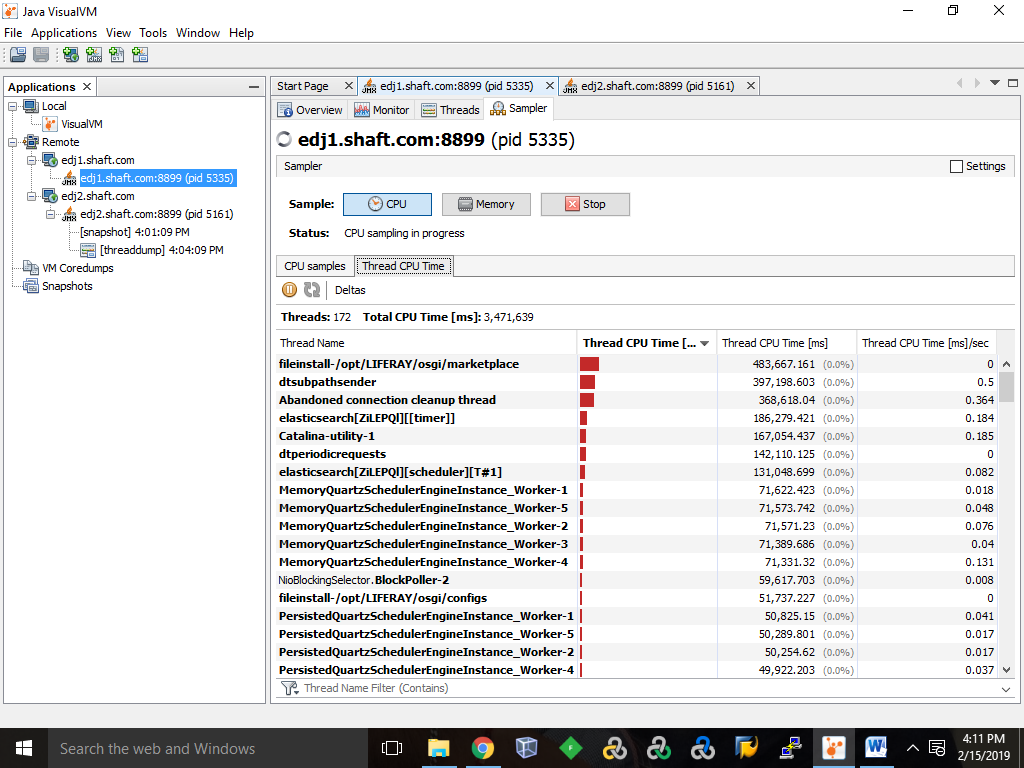 Java VisualVM
File Applications View Tools Window Help
Applications
Local
VisualVM
Remote
edj1.shaft.com
edj1.shaft.com:8899 (pid 5335)
edj2.shaft.com
edj2.shaft.com:8899 (pid 5161)
[snapshot] 4:01:09 PM
[threaddump] 4:04:09 PM
VM Coredumps
Snapshots
Start Page edj1.shaft.com:8899 (pid 5335) edj2.shaft.com:8899 (pid 5161)
Overview Monitor Threads Sampler
edj1.shaft.com:8899 (pid 5335)
Sampler Settings
Sample: CPU Memory Stop
Status: CPU sampling in progress
CPU samples Thread CPU Time
Deltas
Threads: 172 Total CPU Time [ms]: 3,471,639
Thread Name Thread CPU Time [... Thread CPU Time [ms] Thread CPU Time [ms]/sec
fileinstall-/opt/LIFERAY/osgi/marketplace 483,667.161 (0.0%) 0
dtsubpathsender 397,198.603 (0.0%) 0.5
Abandoned connection cleanup thread 368,618.04 (0.0%) 0.364
elasticsearch[ZiLEPQl][[timer]] 186,279.421 (0.0%) 0.184
Catalina-utility-1 167,054.437 (0.0%) 0.185
dtperiodicrequests 142,110.125 (0.0%) 0
elasticsearch[ZiLEPQl][scheduler][T#1] 131,048.699 (0.0%) 0.082
MemoryQuartzSchedulerEngineInstance_Worker-1 71,622.423 (0.0%) 0.018
MemoryQuartzSchedulerEngineInstance_Worker-5 71,573.742 (0.0%) 0.048
MemoryQuartzSchedulerEngineInstance_Worker-2 71,571.23 (0.0%) 0.076
MemoryQuartzSchedulerEngineInstance_Worker-3 71,389.686 (0.0%) 0.04
MemoryQuartzSchedulerEngineInstance_Worker-4 71,331.32 (0.0%) 0.131
NioBlockingSelector.BlockPoller-2 59,617.703 (0.0%) 0.008
fileinstall-/opt/LIFERAY/osgi/configs 51,737.227 (0.0%) 0
PersistedQuartzSchedulerEngineInstance_Worker-1 50,825.15 (0.0%) 0.041
PersistedQuartzSchedulerEngineInstance_Worker-5 50,289.801 (0.0%) 0.017
PersistedQuartzSchedulerEngineInstance_Worker-2 50,254.62 (0.0%) 0.017
PersistedQuartzSchedulerEngineInstance_Worker-4 49,922.203 (0.0%) 0.037
Thread Name Filter (Contains)
Search the web and Windows
4:11 PM
2/15/2019